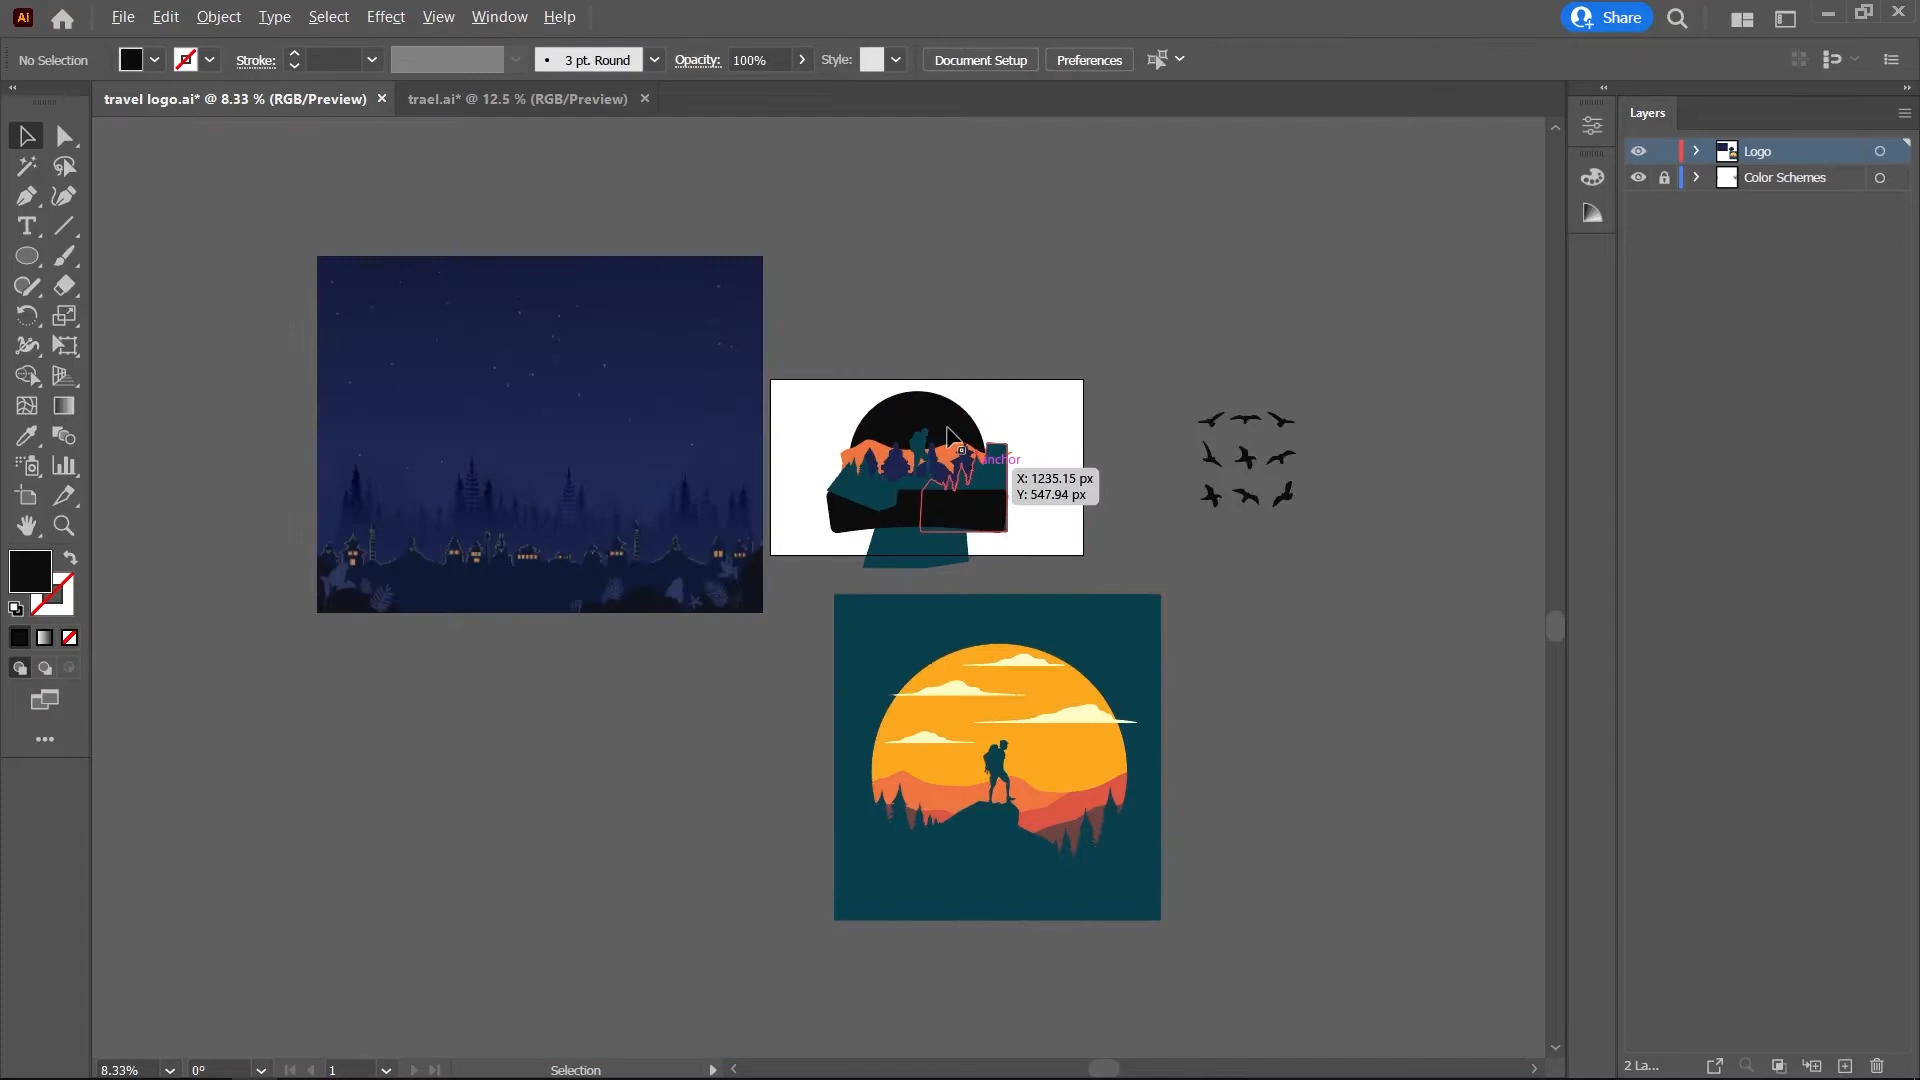 Ai File Edit Object Type Select Effect View Window Help Share
No Selection Stroke: 3 pt. Round Opacity: 100% Style: Document Setup Preferences
travel logo.ai* @ 8.33 % (RGB/Preview) trael.ai* @ 12.5 % (RGB/Preview)
Layers
Logo
Color Schemes
anchor
X: 1235.15 px
Y: 547.94 px
8.33% 0° 1 Selection
2 La...